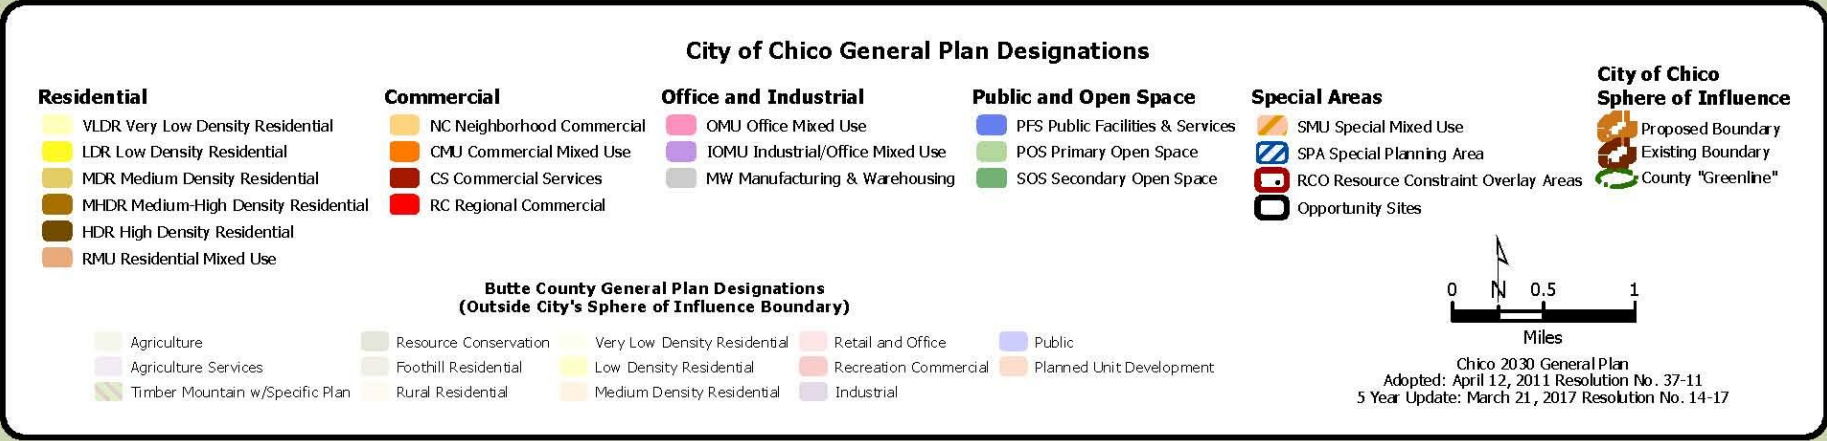 City of Chico General Plan Designations
Residential
VLDR Very Low Density Residential
LDR Low Density Residential
MDR Medium Density Residential
MHDR Medium-High Density Residential
HDR High Density Residential
RMU Residential Mixed Use
Commercial
NC Neighborhood Commercial
CMU Commercial Mixed Use
CS Commercial Services
RC Regional Commercial
Office and Industrial
OMU Office Mixed Use
IOMU Industrial/Office Mixed Use
MW Manufacturing & Warehousing
Public and Open Space
PFS Public Facilities & Services
POS Primary Open Space
SOS Secondary Open Space
Special Areas
SMU Special Mixed Use
SPA Special Planning Area
RCO Resource Constraint Overlay Areas
Opportunity Sites
City of Chico
Sphere of Influence
Proposed Boundary
Existing Boundary
County "Greenline"
Butte County General Plan Designations
(Outside City's Sphere of Influence Boundary)
Agriculture
Agriculture Services
Timber Mountain w/Specific Plan
Resource Conservation
Foothill Residential
Rural Residential
Very Low Density Residential
Low Density Residential
Medium Density Residential
Retail and Office
Recreation Commercial
Industrial
Public
Planned Unit Development
0 N 0.5 1
Miles
Chico 2030 General Plan
Adopted: April 12, 2011 Resolution No. 37-11
5 Year Update: March 21, 2017 Resolution No. 14-17